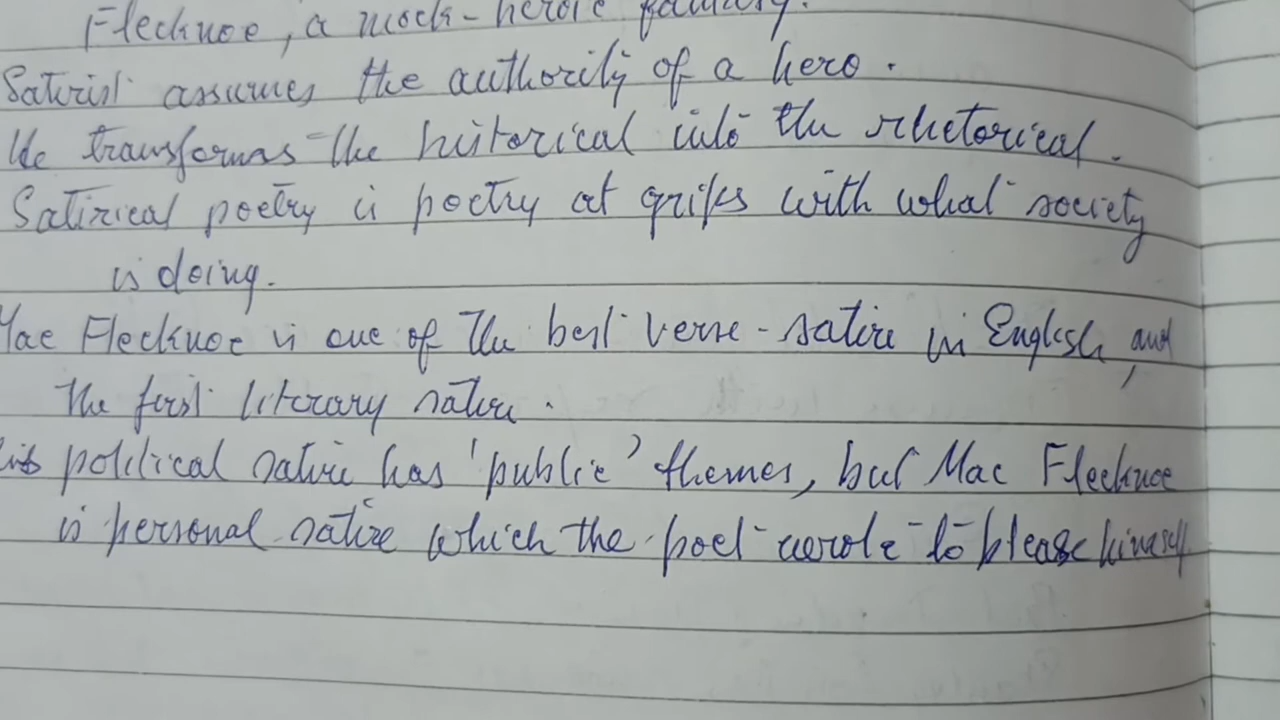 Flecknoe, a mock-heroic fantasy.
Satirist assumes the authority of a hero.
He transforms the historical into the rhetorical.
Satirical poetry is poetry at grips with what society
is doing.
Mac Flecknoe is one of the best verse-satire in English, and
the first literary satire.
His political satire has 'public' themes, but Mac Flecknoe
is personal satire which the poet wrote to please himself